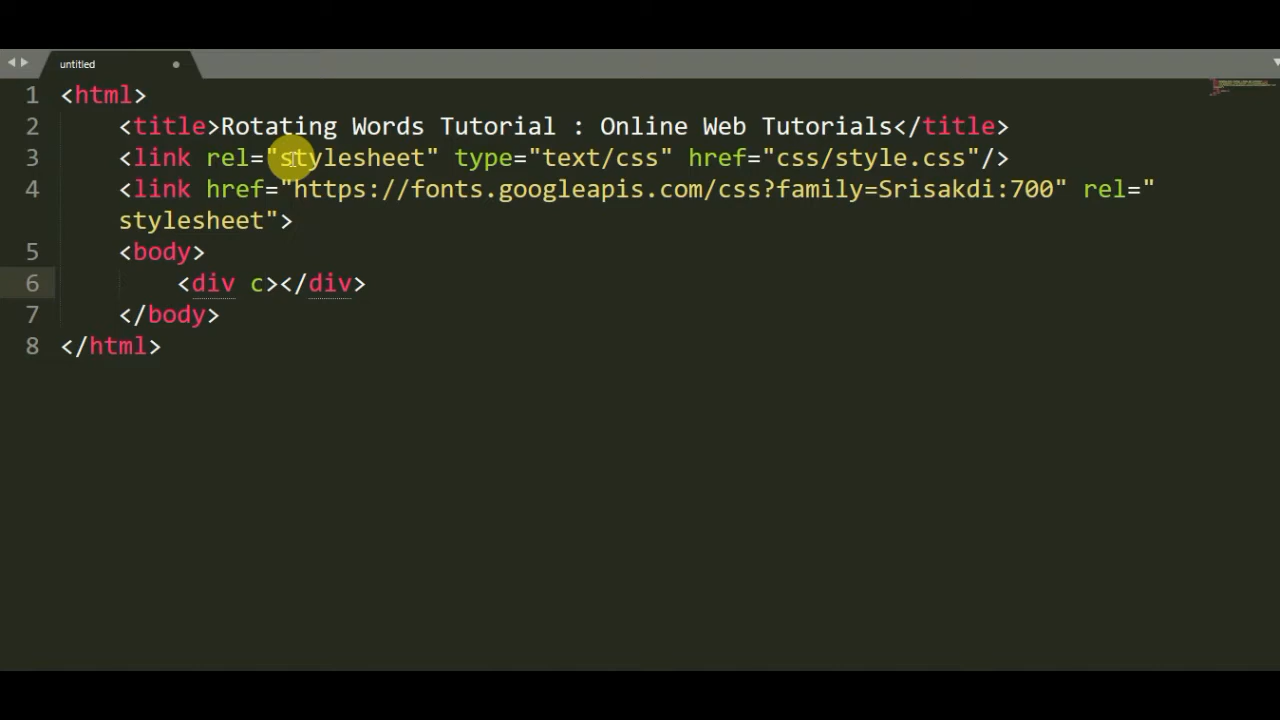 untitled
1 <html>
2 <title>Rotating Words Tutorial : Online Web Tutorials</title>
3 <link rel="stylesheet" type="text/css" href="css/style.css"/>
4 <link href="https://fonts.googleapis.com/css?family=Srisakdi:700" rel="
stylesheet">
5 <body>
6 <div c></div>
7 </body>
8 </html>